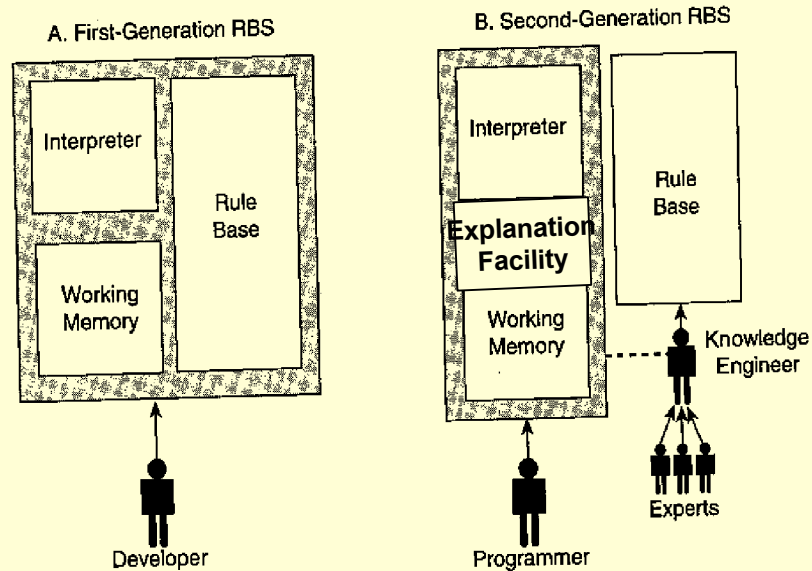 A. First-Generation RBS
Interpreter
Rule
Base
Working
Memory
Developer
B. Second-Generation RBS
Interpreter
Explanation
Facility
Working
Memory
Rule
Base
Knowledge
Engineer
Experts
Programmer